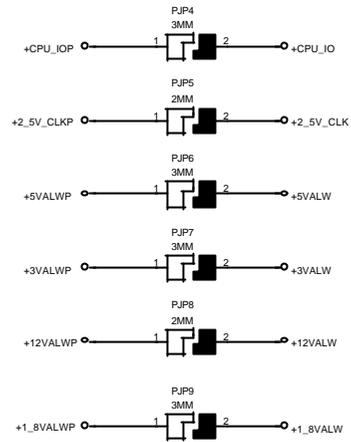 PJP4
3MM
+CPU_IOP 1 2 +CPU_IO
PJP5
2MM
+2_5V_CLKP 1 2 +2_5V_CLK
PJP6
3MM
+5VALWP 1 2 +5VALW
PJP7
3MM
+3VALWP 1 2 +3VALW
PJP8
2MM
+12VALWP 1 2 +12VALW
PJP9
3MM
+1_8VALWP 1 2 +1_8VALW